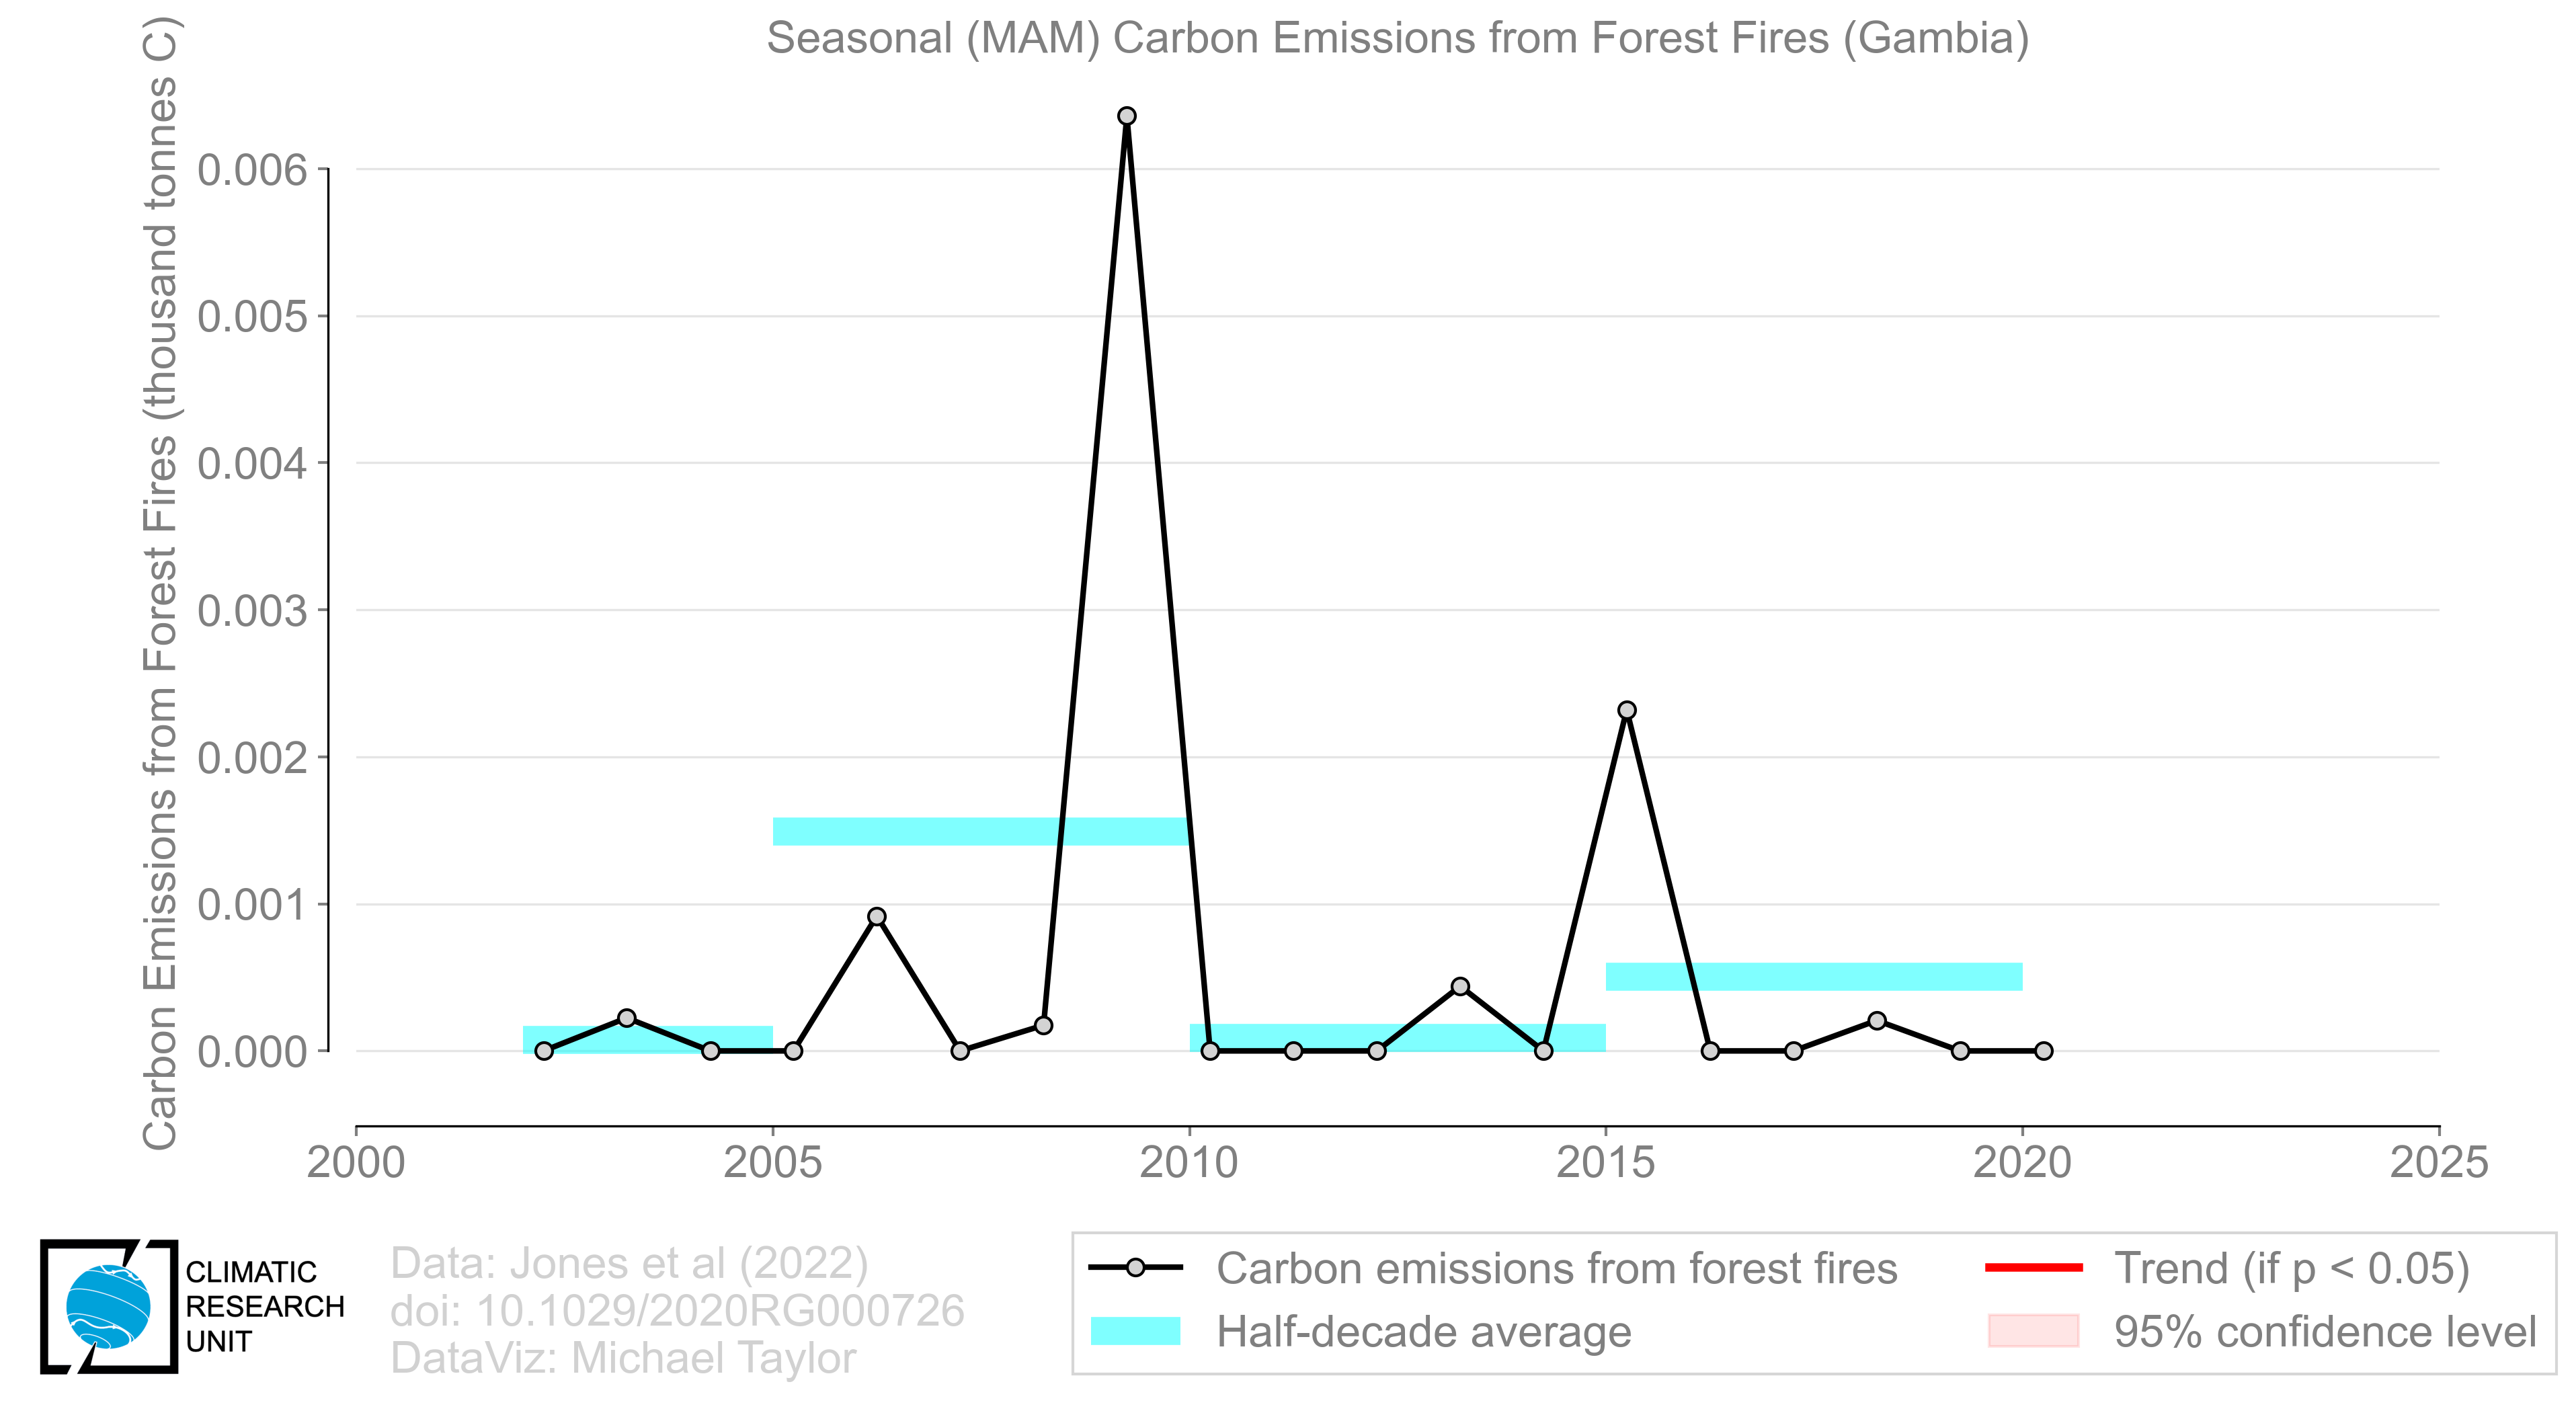 Seasonal (MAM) Carbon Emissions from Forest Fires (Gambia)
Carbon Emissions from Forest Fires (thousand tonnes C)
0.006
0.005
0.004
0.003
0.002
0.001
0.000
2000 2005 2010 2015 2020 2025
CLIMATIC
RESEARCH
UNIT
Data: Jones et al (2022)
doi: 10.1029/2020RG000726
DataViz: Michael Taylor
Carbon emissions from forest fires
Half-decade average
Trend (if p < 0.05)
95% confidence level